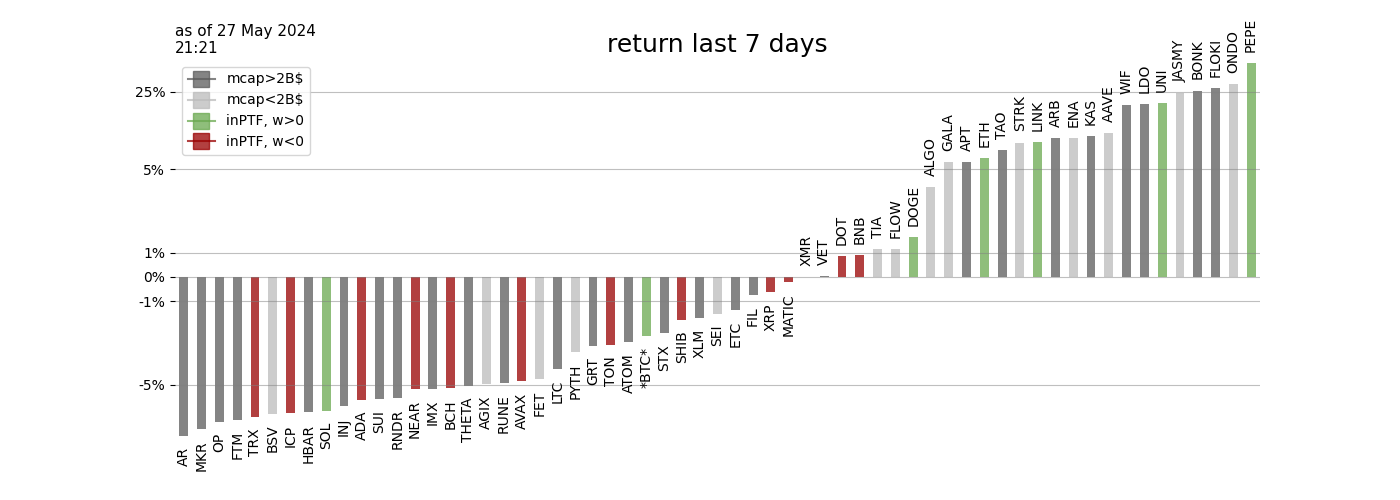 as of 27 May 2024
21:21
return last 7 days
mcap>2B$
mcap<2B$
inPTF, w>0
inPTF, w<0
25%
5%
1%
0%
-1%
-5%
AR
MKR
OP
FTM
TRX
BSV
ICP
HBAR
SOL
INJ
ADA
SUI
RNDR
NEAR
IMX
BCH
THETA
AGIX
RUNE
AVAX
FET
LTC
PYTH
GRT
TON
ATOM
*BTC*
STX
SHIB
XLM
SEI
ETC
FIL
XRP
MATIC
XMR
VET
DOT
BNB
TIA
FLOW
DOGE
ALGO
GALA
APT
ETH
TAO
STRK
LINK
ARB
ENA
KAS
AAVE
WIF
LDO
UNI
JASMY
BONK
FLOKI
ONDO
PEPE